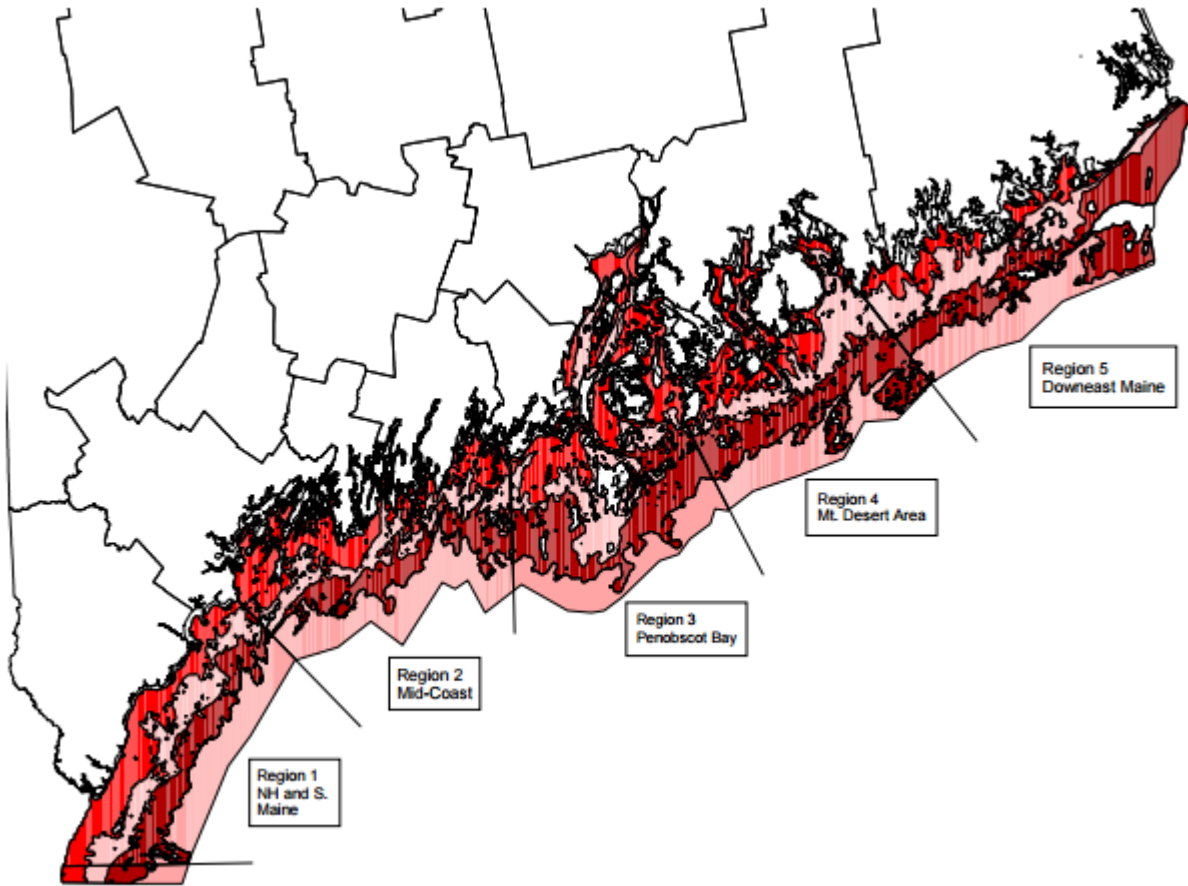 Region 5
Downeast Maine
Region 4
Mt. Desert Area
Region 3
Penobscot Bay
Region 2
Mid-Coast
Region 1
NH and S.
Maine